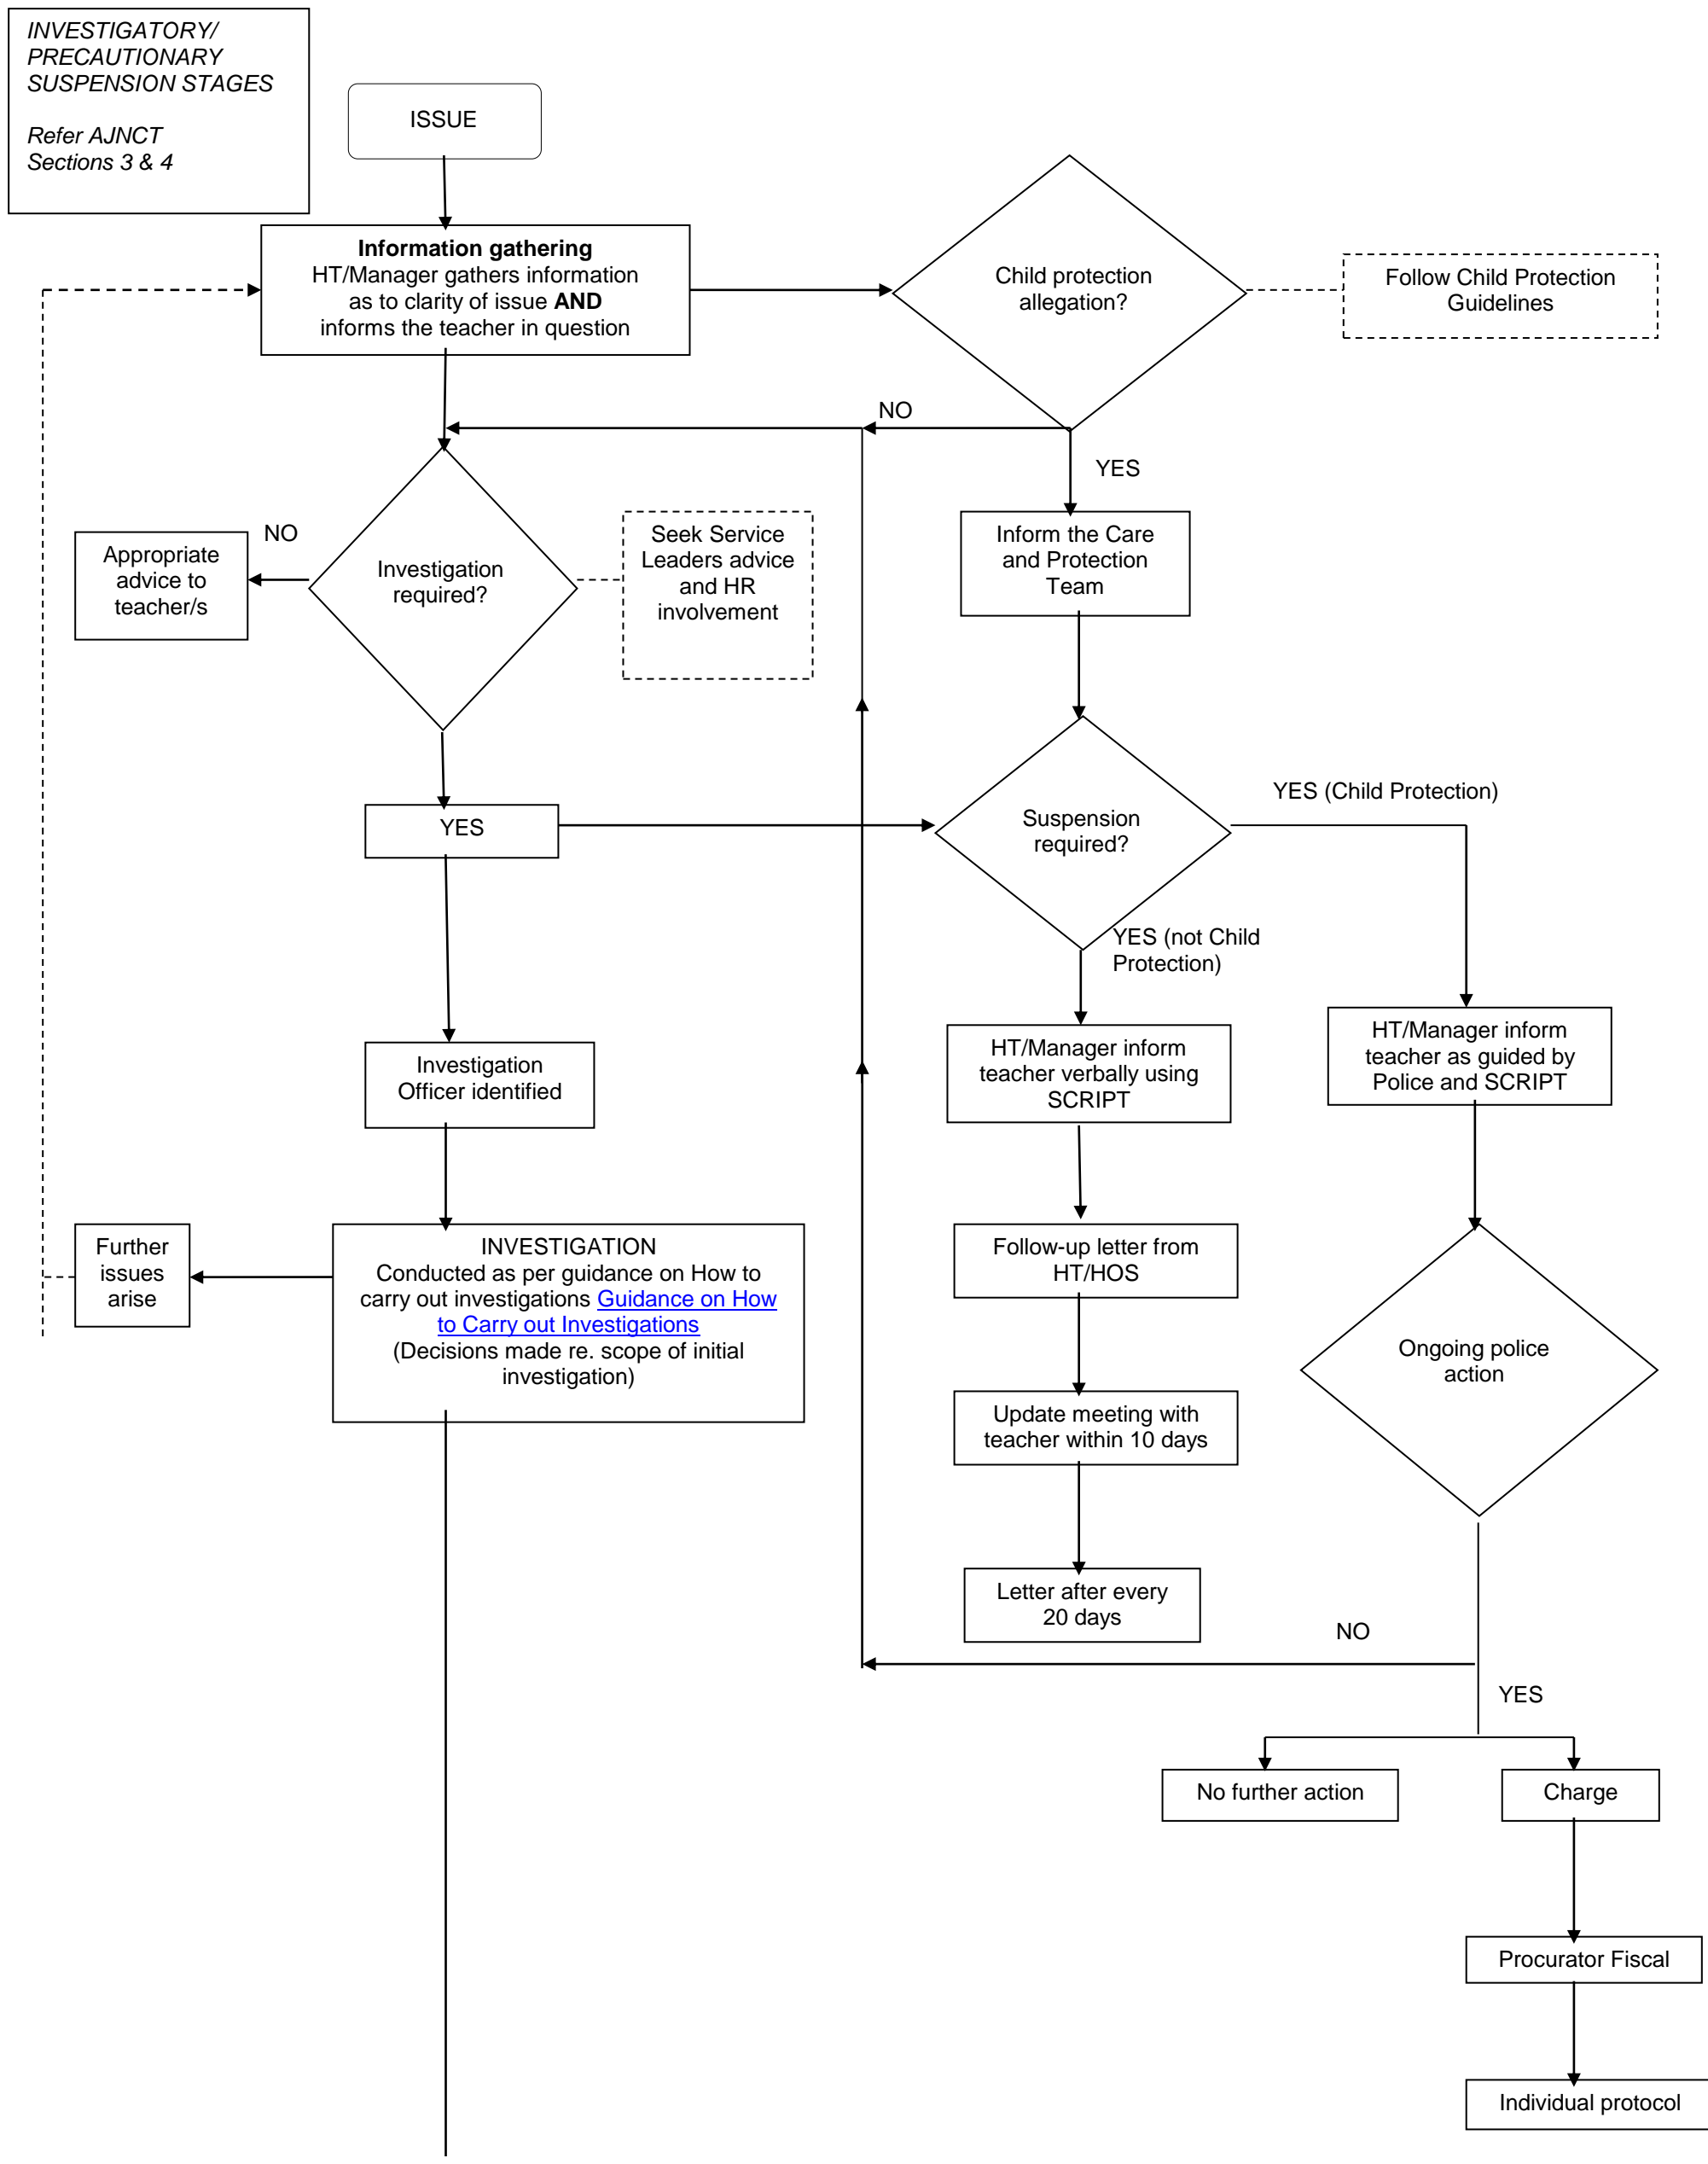 INVESTIGATORY/
PRECAUTIONARY
SUSPENSION STAGES
Refer AJNCT
Sections 3 & 4
ISSUE
Information gathering
HT/Manager gathers information
as to clarity of issue AND
informs the teacher in question
Child protection
allegation?
Follow Child Protection
Guidelines
NO
YES
NO
Appropriate
advice to
teacher/s
Investigation
required?
Seek Service
Leaders advice
and HR
involvement
Inform the Care
and Protection
Team
YES
Suspension
required?
YES (Child Protection)
YES (not Child
Protection)
Investigation
Officer identified
HT/Manager inform
teacher verbally using
SCRIPT
HT/Manager inform
teacher as guided by
Police and SCRIPT
Further
issues
arise
INVESTIGATION
Conducted as per guidance on How to
carry out investigations Guidance on How
to Carry out Investigations
(Decisions made re. scope of initial
investigation)
Follow-up letter from
HT/HOS
Ongoing police
action
Update meeting with
teacher within 10 days
Letter after every
20 days
NO
YES
No further action
Charge
Procurator Fiscal
Individual protocol